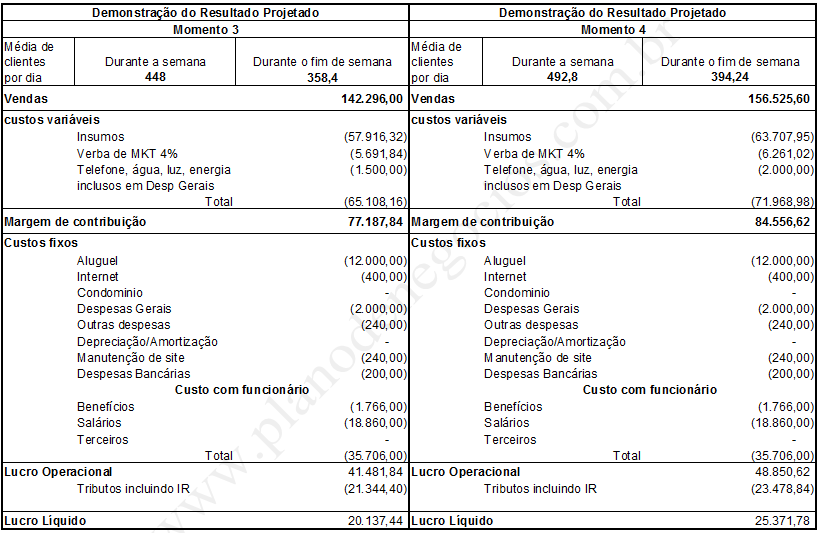 Demonstração do Resultado Projetado
Momento 3
Média de clientes por dia
Durante a semana
448
Durante o fim de semana
358,4
Vendas 142.296,00
custos variáveis
Insumos (57.916,32)
Verba de MKT 4% (5.691,84)
Telefone, água, luz, energia (1.500,00)
inclusos em Desp Gerais
Total (65.108,16)
Margem de contribuição 77.187,84
Custos fixos
Aluguel (12.000,00)
Internet (400,00)
Condominio -
Despesas Gerais (2.000,00)
Outras despesas (240,00)
Depreciação/Amortização -
Manutenção de site (240,00)
Despesas Bancárias (200,00)
Custo com funcionário
Benefícios (1.766,00)
Salários (18.860,00)
Terceiros -
Total (35.706,00)
Lucro Operacional 41.481,84
Tributos incluindo IR (21.344,40)
Lucro Líquido 20.137,44
Demonstração do Resultado Projetado
Momento 4
Média de clientes por dia
Durante a semana
492,8
Durante o fim de semana
394,24
Vendas 156.525,60
custos variáveis
Insumos (63.707,95)
Verba de MKT 4% (6.261,02)
Telefone, água, luz, energia (2.000,00)
inclusos em Desp Gerais
Total (71.968,98)
Margem de contribuição 84.556,62
Custos fixos
Aluguel (12.000,00)
Internet (400,00)
Condominio -
Despesas Gerais (2.000,00)
Outras despesas (240,00)
Depreciação/Amortização -
Manutenção de site (240,00)
Despesas Bancárias (200,00)
Custo com funcionário
Benefícios (1.766,00)
Salários (18.860,00)
Terceiros -
Total (35.706,00)
Lucro Operacional 48.850,62
Tributos incluindo IR (23.478,84)
Lucro Líquido 25.371,78